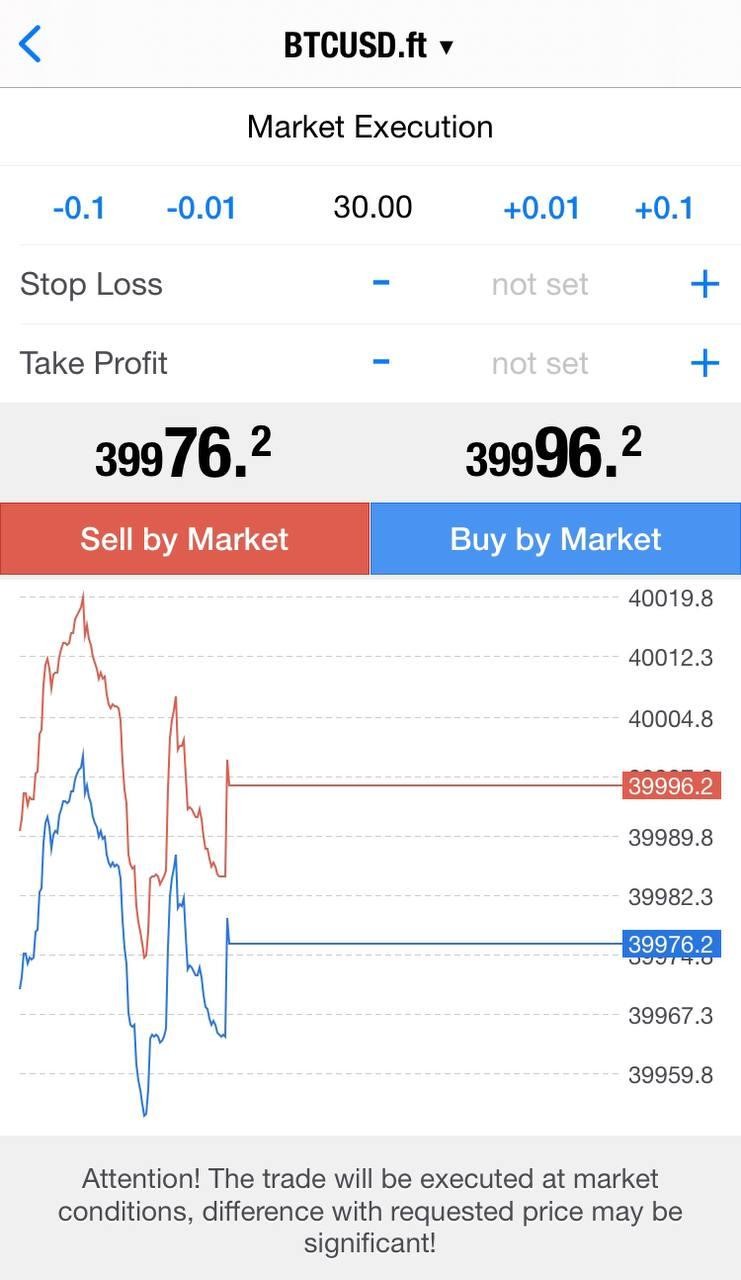 BTCUSD.ft ▼
Market Execution
-0.1 -0.01 30.00 +0.01 +0.1
Stop Loss - not set +
Take Profit - not set +
39976.2 39996.2
Sell by Market Buy by Market
40019.8
40012.3
40004.8
39996.2
39989.8
39982.3
39976.2
39974.8
39967.3
39959.8
Attention! The trade will be executed at market
conditions, difference with requested price may be
significant!